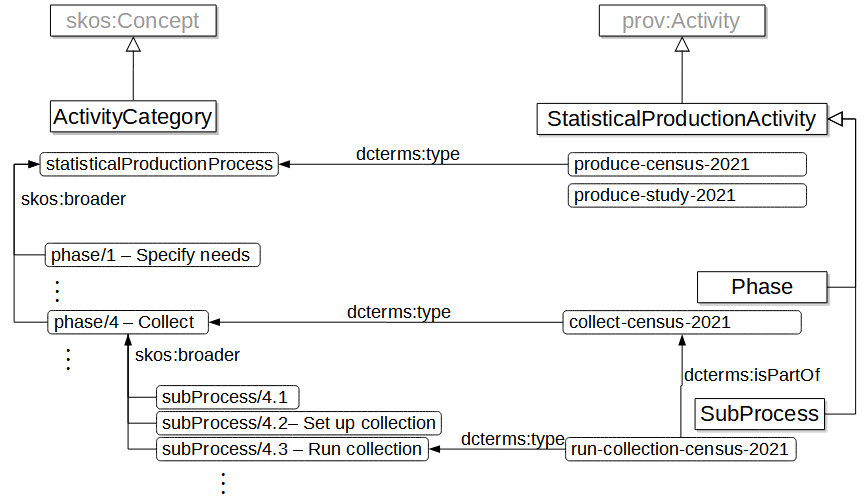 skos:Concept
prov:Activity
ActivityCategory
StatisticalProductionActivity
statisticalProductionProcess
dcterms:type
produce-census-2021
produce-study-2021
skos:broader
phase/1 – Specify needs
Phase
phase/4 – Collect
dcterms:type
collect-census-2021
skos:broader
dcterms:isPartOf
subProcess/4.1
SubProcess
subProcess/4.2– Set up collection
subProcess/4.3 – Run collection
dcterms:type
run-collection-census-2021